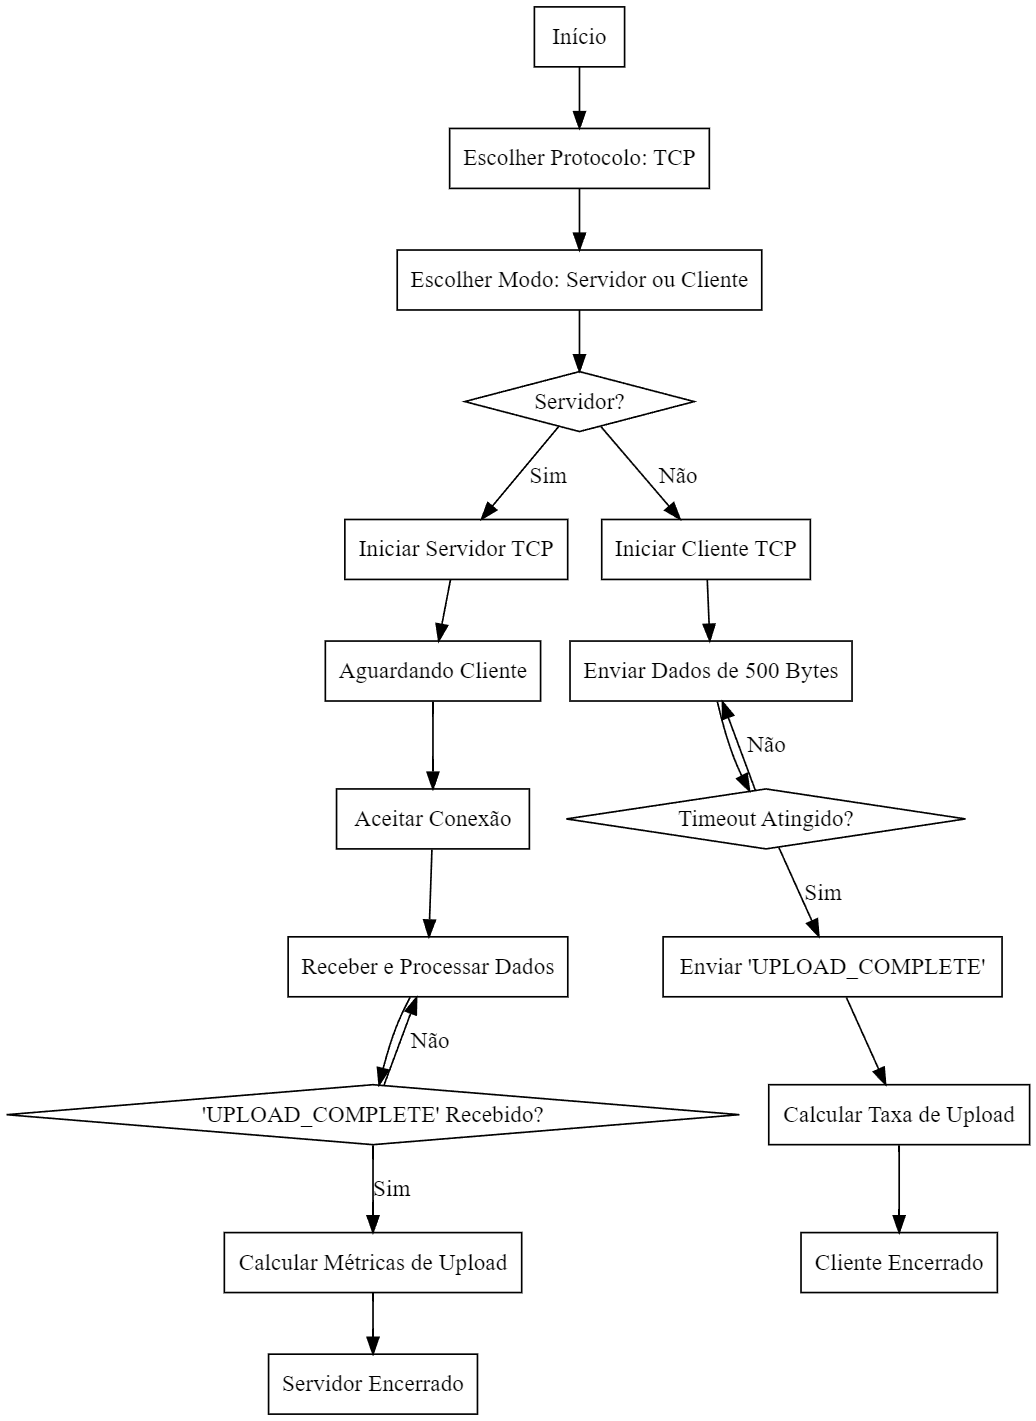 Início
Escolher Protocolo: TCP
Escolher Modo: Servidor ou Cliente
Servidor?
Sim
Não
Iniciar Servidor TCP
Iniciar Cliente TCP
Aguardando Cliente
Enviar Dados de 500 Bytes
Não
Aceitar Conexão
Timeout Atingido?
Sim
Receber e Processar Dados
Enviar 'UPLOAD_COMPLETE'
Não
'UPLOAD_COMPLETE' Recebido?
Calcular Taxa de Upload
Sim
Calcular Métricas de Upload
Cliente Encerrado
Servidor Encerrado